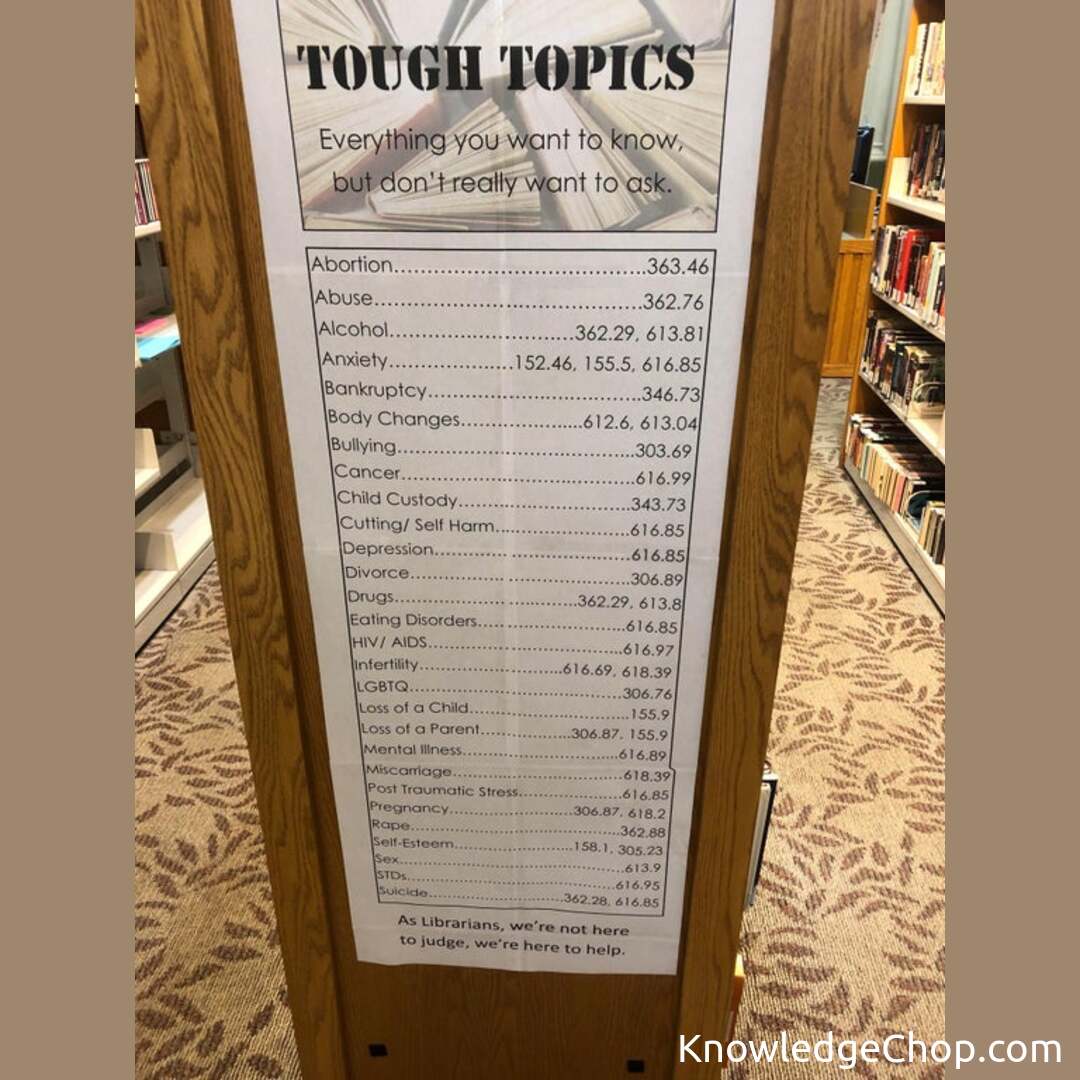 TOUGH TOPICS
Everything you want to know,
but don't really want to ask.
Abortion....................................363.46
Abuse.......................................362.76
Alcohol...........................362.29, 613.81
Anxiety......................152.46, 155.5, 616.85
Bankruptcy..................................346.73
Body Changes..................612.6, 613.04
Bullying....................................303.69
Cancer......................................616.99
Child Custody...........................343.73
Cutting/ Self Harm......................616.85
Depression..................................616.85
Divorce.....................................306.89
Drugs.............................362.29, 613.8
Eating Disorders........................616.85
HIV/ AIDS...................................616.97
Infertility.......................616.69, 618.39
LGBTQ.......................................306.76
Loss of a Child.............................155.9
Loss of a Parent................306.87, 155.9
Mental Illness..............................616.89
Miscarriage.................................618.39
Post Traumatic Stress...................616.85
Pregnancy.......................306.87, 618.2
Rape........................................362.88
Self-Esteem.......................158.1, 305.23
Sex.........................................613.9
STDs........................................616.95
Suicide...........................362.28, 616.85
As Librarians, we're not here
to judge, we're here to help.
KnowledgeChop.com